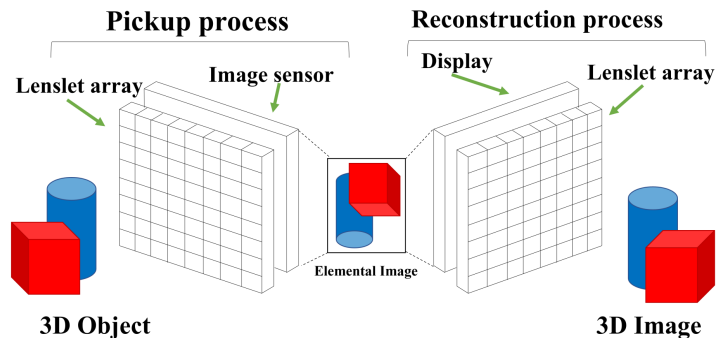 Pickup process
Reconstruction process
Image sensor
Display
Lenslet array
Lenslet array
Elemental Image
3D Object
3D Image